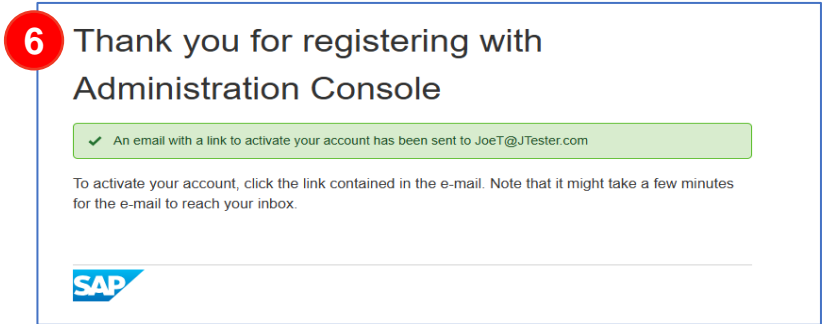 6
Thank you for registering with
Administration Console
An email with a link to activate your account has been sent to JoeT@JTester.com
To activate your account, click the link contained in the e-mail. Note that it might take a few minutes
for the e-mail to reach your inbox.
SAP